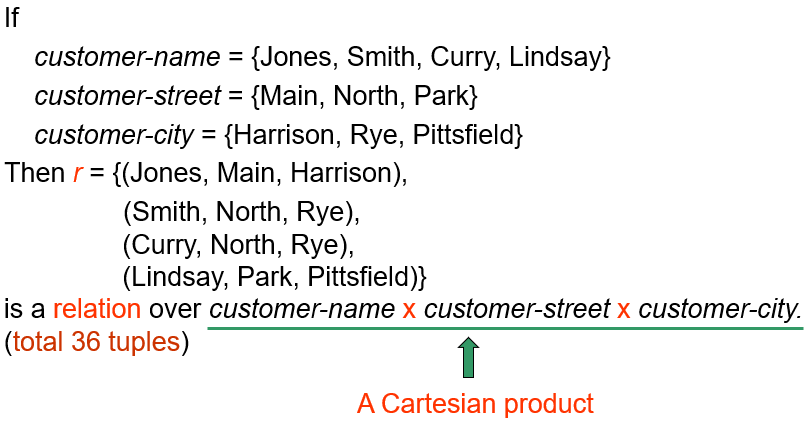 If
customer-name = {Jones, Smith, Curry, Lindsay}
customer-street = {Main, North, Park}
customer-city = {Harrison, Rye, Pittsfield}
Then r = {(Jones, Main, Harrison),
(Smith, North, Rye),
(Curry, North, Rye),
(Lindsay, Park, Pittsfield)}
is a relation over customer-name x customer-street x customer-city.
(total 36 tuples)
A Cartesian product